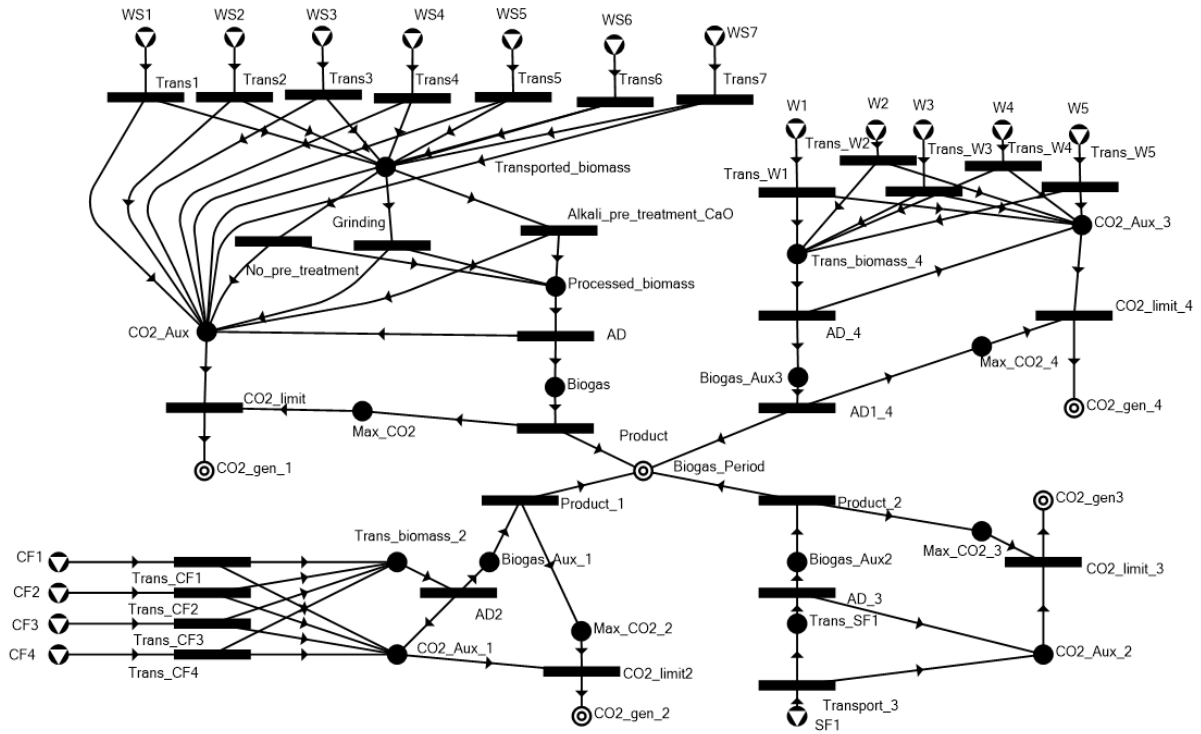 WS1
WS2
WS3
WS4
WS5
WS6
WS7
Trans1
Trans2
Trans3
Trans4
Trans5
Trans6
Trans7
W1
W2
W3
W4
W5
Trans_W2
Trans_W3
Trans_W4
Trans_W5
Trans_W1
Transported_biomass
Grinding
Alkali_pre_treatment_CaO
CO2_Aux_3
No_pre_treatment
Trans_biomass_4
Processed_biomass
CO2_limit_4
CO2_Aux
AD
AD_4
Max_CO2_4
Biogas
Biogas_Aux3
CO2_limit
Max_CO2
AD1_4
CO2_gen_4
Product
CO2_gen_1
Biogas_Period
Product_1
Product_2
CO2_gen3
Trans_biomass_2
Max_CO2_3
CF1
Trans_CF1
Biogas_Aux_1
Biogas_Aux2
CO2_limit_3
CF2
Trans_CF2
AD2
AD_3
CF3
Trans_CF3
Max_CO2_2
Trans_SF1
CF4
Trans_CF4
CO2_Aux_1
CO2_Aux_2
CO2_limit2
Transport_3
CO2_gen_2
SF1